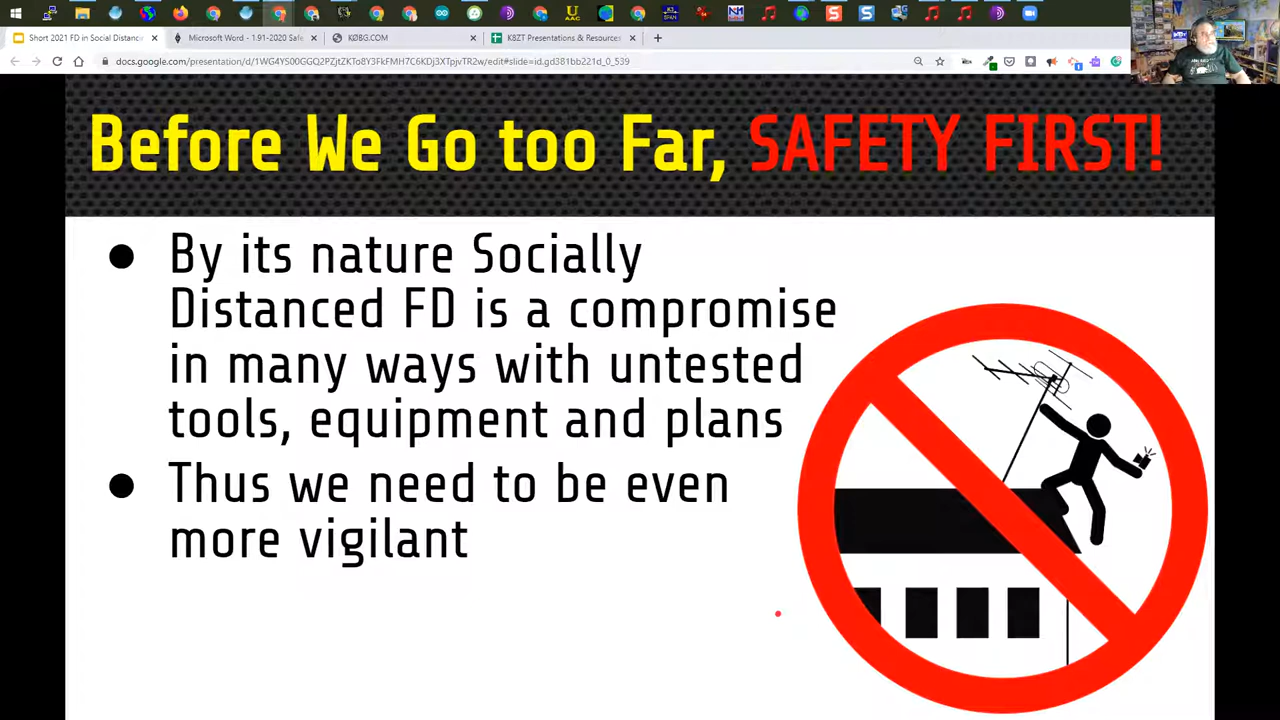 Short 2021 FD in Social Distanc
Microsoft Word - 1.91-2020 Safe
KØBG.COM
K8ZT Presentations & Resources
Before We Go too Far, SAFETY FIRST!
● By its nature Socially
Distanced FD is a compromise
in many ways with untested
tools, equipment and plans
● Thus we need to be even
more vigilant